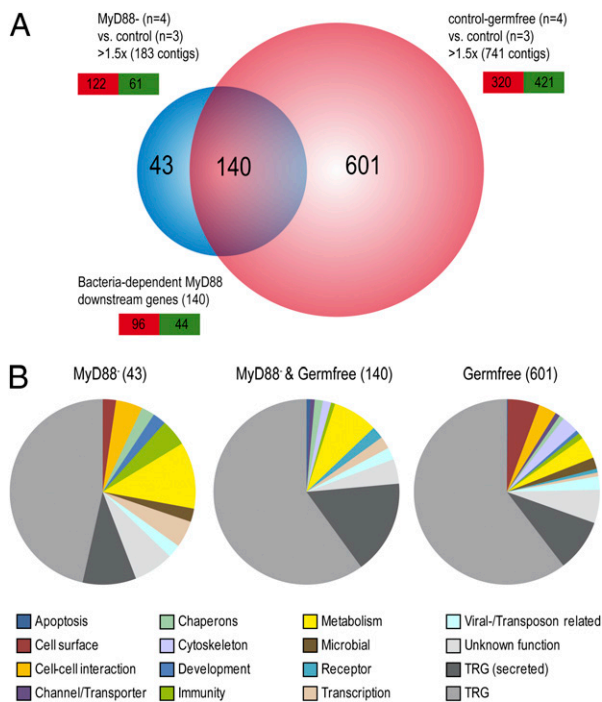 A
MyD88- (n=4)
vs. control (n=3)
>1.5x (183 contigs)
122 61
control-germfree (n=4)
vs. control (n=3)
>1.5x (741 contigs)
320 421
43 140 601
Bacteria-dependent MyD88
downstream genes (140)
96 44
B
MyD88- (43)
MyD88- & Germfree (140)
Germfree (601)
Apoptosis
Cell surface
Cell-cell interaction
Channel/Transporter
Chaperons
Cytoskeleton
Development
Immunity
Metabolism
Microbial
Receptor
Transcription
Viral-/Transposon related
Unknown function
TRG (secreted)
TRG